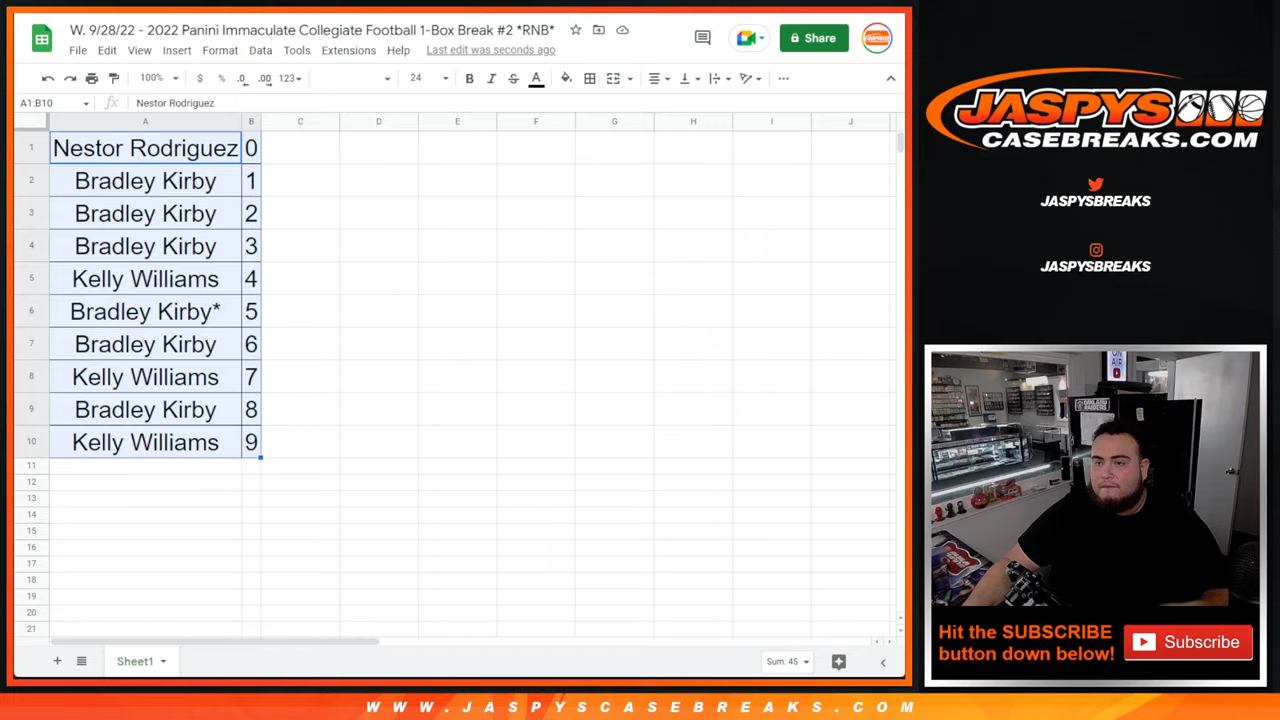 W. 9/28/22 - 2022 Panini Immaculate Collegiate Football 1-Box Break #2 *RNB*
File Edit View Insert Format Data Tools Extensions Help Last edit was seconds ago
Share
100% $ % .0 .00 123 24 B I S A
A1:B10 fx Nestor Rodriguez
A B C D E F G H I J
1 Nestor Rodriguez 0
2 Bradley Kirby 1
3 Bradley Kirby 2
4 Bradley Kirby 3
5 Kelly Williams 4
6 Bradley Kirby* 5
7 Bradley Kirby 6
8 Kelly Williams 7
9 Bradley Kirby 8
10 Kelly Williams 9
11
12
13
14
15
16
17
18
19
20
21
Sheet1
Sum: 45
JASPYS
CASEBREAKS.COM
JASPYSBREAKS
JASPYSBREAKS
ON
AIR
RAIDERS
Hit the SUBSCRIBE
button down below!
Subscribe
WWW.JASPYSCASEBREAKS.COM